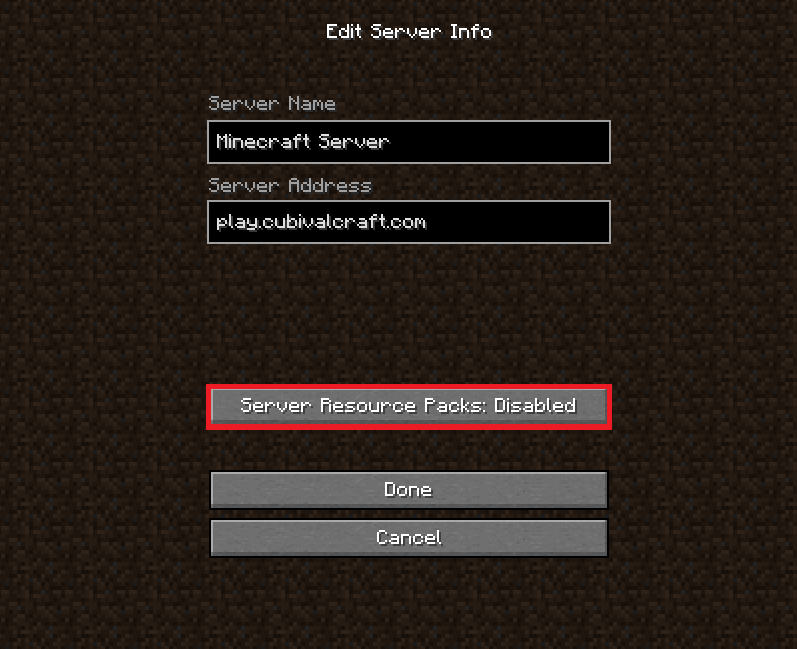 Edit Server Info
Server Name
Minecraft Server
Server Address
play.cubivalcraft.com
Server Resource Packs: Disabled
Done
Cancel